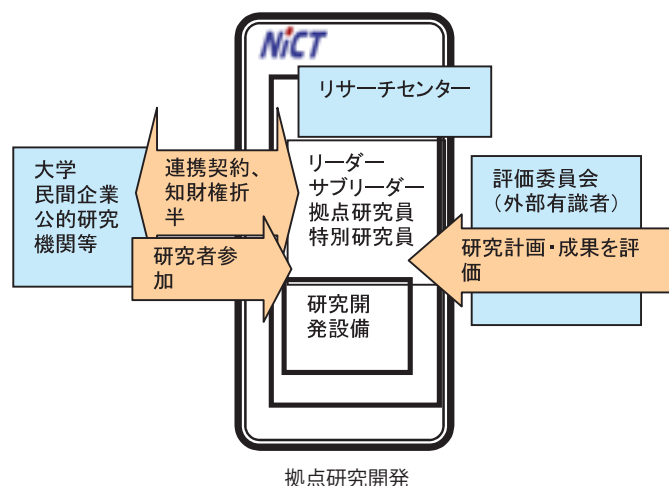 NiCT
リサーチセンター
大学
民間企業
公的研究
機関等
連携契約、
知財権折
半
研究者参
加
リーダー
サブリーダー
拠点研究員
特別研究員
研究開
発設備
評価委員会
（外部有識者）
研究計画・成果を評
価
拠点研究開発